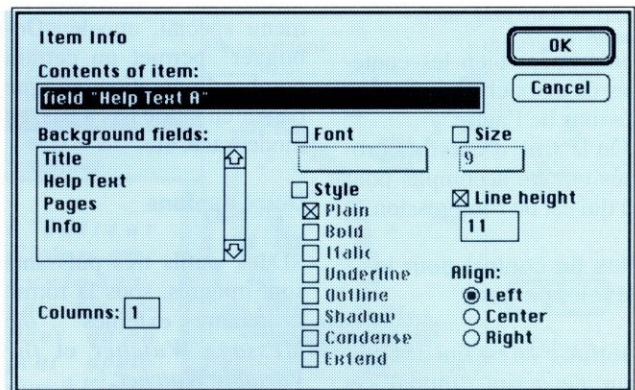 Item Info
OK
Contents of item:
Cancel
field "Help Text A"
Background fields:
Title
Help Text
Pages
Info
Columns: 1
Font
Style
Plain
Bold
Italic
Underline
Outline
Shadow
Condense
Extend
Size
9
Line height
11
Align:
Left
Center
Right